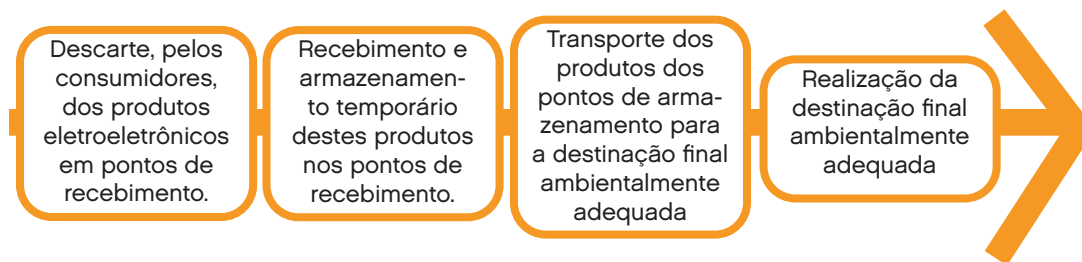 Descarte, pelos
consumidores,
dos produtos
eletroeletrônicos
em pontos de
recebimento.
Recebimento e
armazenamen-
to temporário
destes produtos
nos pontos de
recebimento.
Transporte dos
produtos dos
pontos de arma-
zenamento para
a destinação final
ambientalmente
adequada
Realização da
destinação final
ambientalmente
adequada